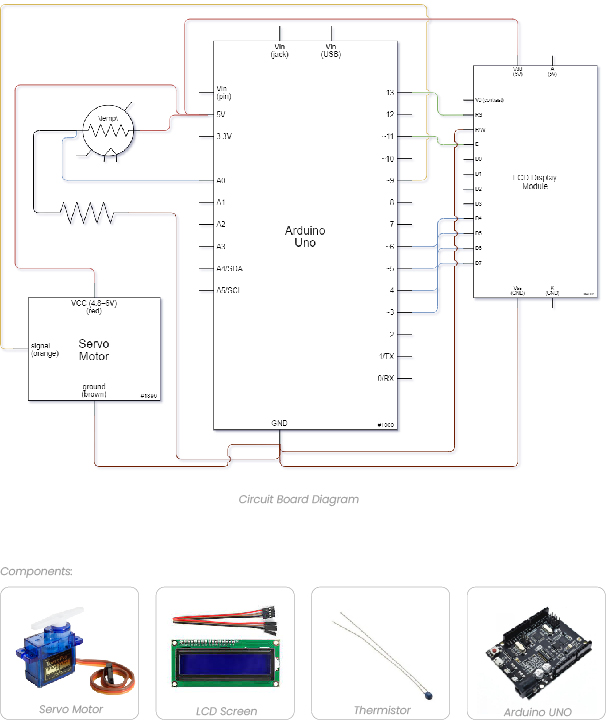 Vin
(jack)
Vin
(USB)
Vin
(pin)
5V
3.3V
A0
A1
A2
A3
A4/SDA
A5/SCL
Arduino
Uno
13
12
~11
~10
~9
8
7
~6
~5
4
~3
2
1/TX
0/RX
GND
Vdd
(5V)
A
(5V)
V0 (contrast)
RS
R/W
E
D0
D1
D2
D3
D4
D5
D6
D7
LCD Display
Module
Vss
(GND)
K
(GND)
VCC (4.8–6V)
(red)
signal
(orange)
Servo
Motor
ground
(brown)
Circuit Board Diagram
Components:
Servo Motor
LCD Screen
Thermistor
Arduino UNO